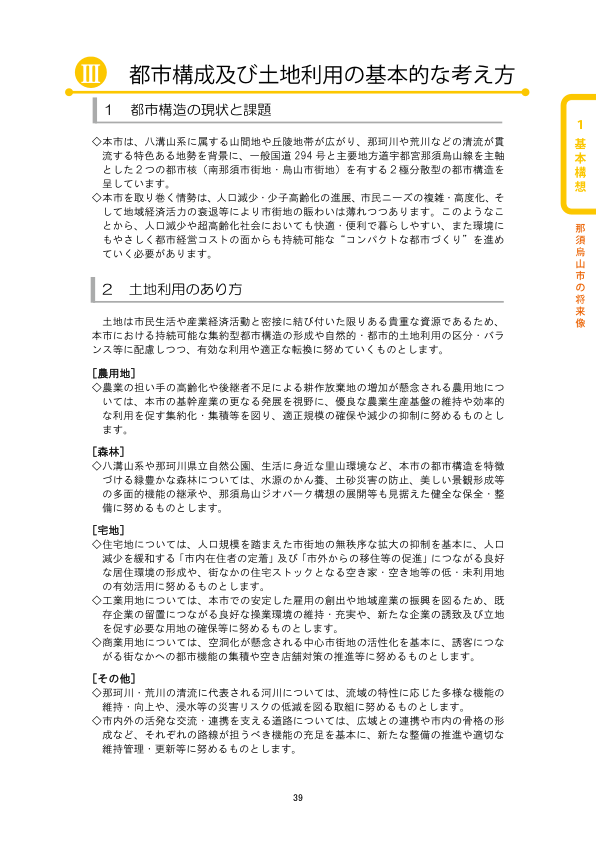 Ⅲ 都市構成及び土地利用の基本的な考え方
１ 都市構造の現状と課題
◇本市は、八溝山系に属する山間地や丘陵地帯が広がり、那珂川や荒川などの清流が貫
流する特色ある地勢を背景に、一般国道 294 号と主要地方道宇都宮那須烏山線を主軸
とした２つの都市核（南那須市街地・烏山市街地）を有する２極分散型の都市構造を
呈しています。
◇本市を取り巻く情勢は、人口減少・少子高齢化の進展、市民ニーズの複雑・高度化、そ
して地域経済活力の衰退等により市街地の賑わいは薄れつつあります。このようなこ
とから、人口減少や超高齢化社会においても快適・便利で暮らしやすい、また環境に
もやさしく都市経営コストの面からも持続可能な“コンパクトな都市づくり”を進め
ていく必要があります。
２ 土地利用のあり方
土地は市民生活や産業経済活動と密接に結び付いた限りある貴重な資源であるため、
本市における持続可能な集約型都市構造の形成や自然的・都市的土地利用の区分・バラ
ンス等に配慮しつつ、有効な利用や適正な転換に努めていくものとします。
［農用地］
◇農業の担い手の高齢化や後継者不足による耕作放棄地の増加が懸念される農用地につ
いては、本市の基幹産業の更なる発展を視野に、優良な農業生産基盤の維持や効率的
な利用を促す集約化・集積等を図り、適正規模の確保や減少の抑制に努めるものとし
ます。
［森林］
◇八溝山系や那珂川県立自然公園、生活に身近な里山環境など、本市の都市構造を特徴
づける緑豊かな森林については、水源のかん養、土砂災害の防止、美しい景観形成等
の多面的機能の継承や、那須烏山ジオパーク構想の展開等も見据えた健全な保全・整
備に努めるものとします。
［宅地］
◇住宅地については、人口規模を踏まえた市街地の無秩序な拡大の抑制を基本に、人口
減少を緩和する「市内在住者の定着」及び「市外からの移住等の促進」につながる良好
な居住環境の形成や、街なかの住宅ストックとなる空き家・空き地等の低・未利用地
の有効活用に努めるものとします。
◇工業用地については、本市での安定した雇用の創出や地域産業の振興を図るため、既
存企業の留置につながる良好な操業環境の維持・充実や、新たな企業の誘致及び立地
を促す必要な用地の確保等に努めるものとします。
◇商業用地については、空洞化が懸念される中心市街地の活性化を基本に、誘客につな
がる街なかへの都市機能の集積や空き店舗対策の推進等に努めるものとします。
［その他］
◇那珂川・荒川の清流に代表される河川については、流域の特性に応じた多様な機能の
維持・向上や、浸水等の災害リスクの低減を図る取組に努めるものとします。
◇市内外の活発な交流・連携を支える道路については、広域との連携や市内の骨格の形
成など、それぞれの路線が担うべき機能の充足を基本に、新たな整備の推進や適切な
維持管理・更新等に努めるものとします。
39
１ 基本構想
那須烏山市の将来像